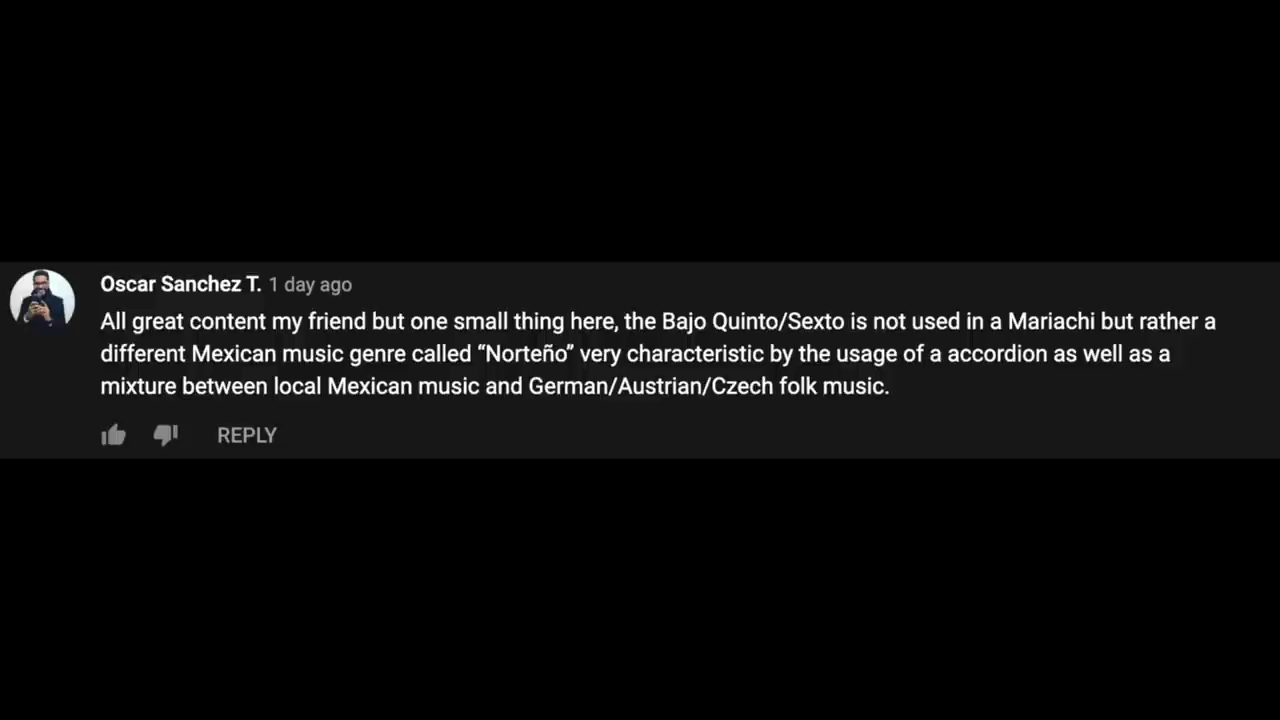 Oscar Sanchez T. 1 day ago
All great content my friend but one small thing here, the Bajo Quinto/Sexto is not used in a Mariachi but rather a
different Mexican music genre called “Norteño” very characteristic by the usage of a accordion as well as a
mixture between local Mexican music and German/Austrian/Czech folk music.
REPLY